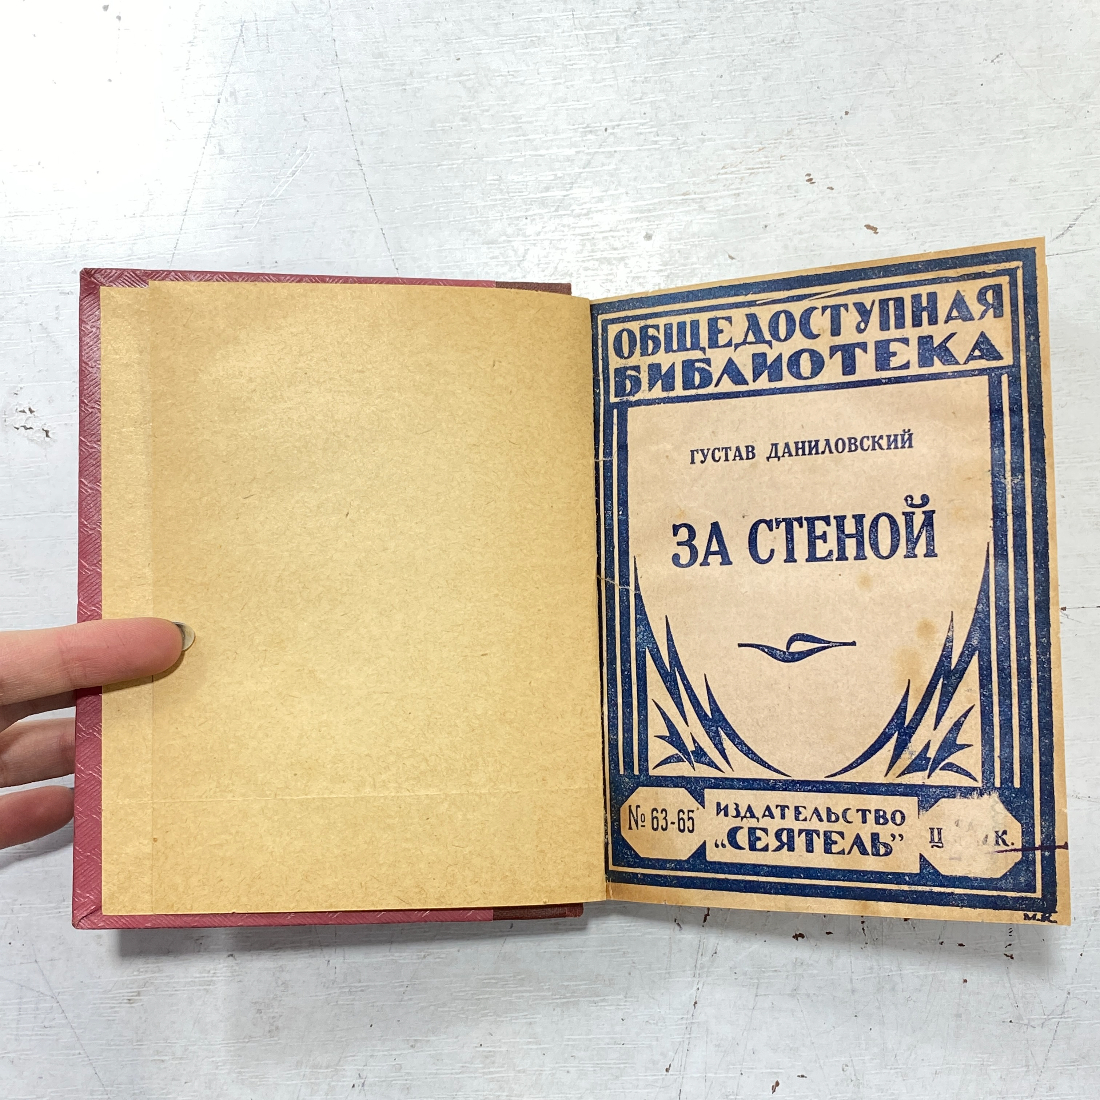 ОБЩЕДОСТУПНАЯ
БИБЛИОТЕКА
ГУСТАВ ДАНИЛОВСКИЙ
ЗА СТЕНОЙ
№ 63-65
ИЗДАТЕЛЬСТВО
„СЕЯТЕЛЬ”
Ц
К.
М.К.